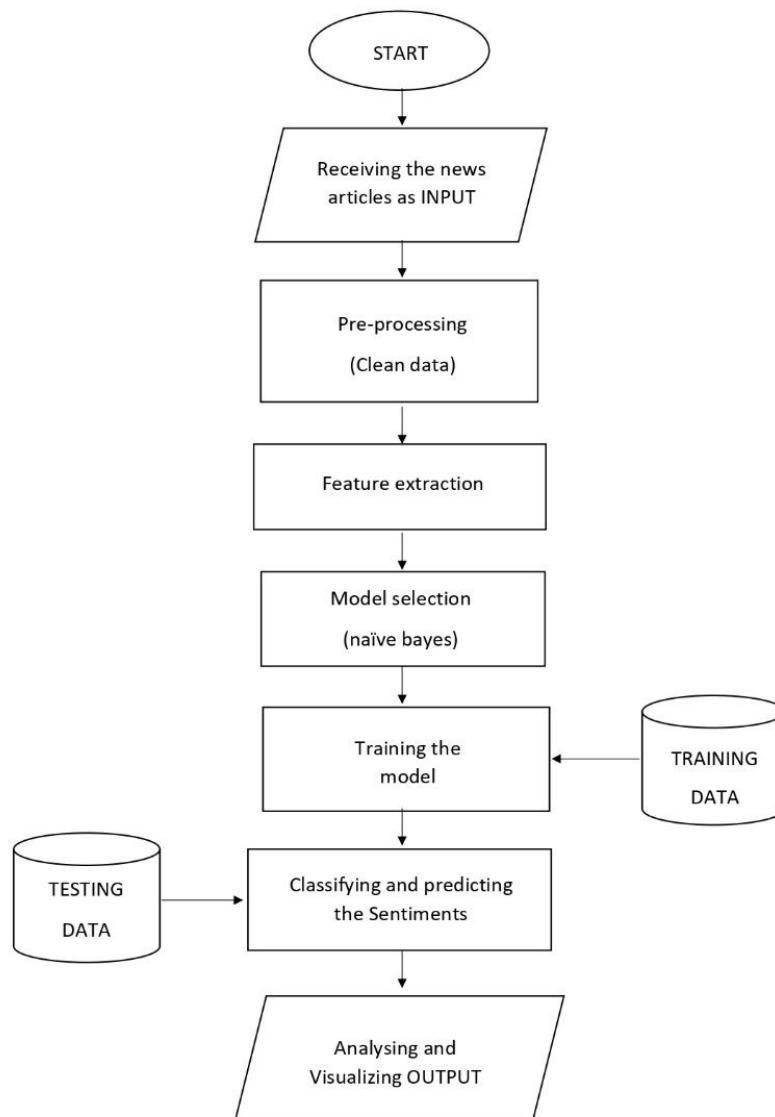 START
Receiving the news
articles as INPUT
Pre-processing
(Clean data)
Feature extraction
Model selection
(naïve bayes)
Training the
model
TRAINING
DATA
TESTING
DATA
Classifying and predicting
the Sentiments
Analysing and
Visualizing OUTPUT